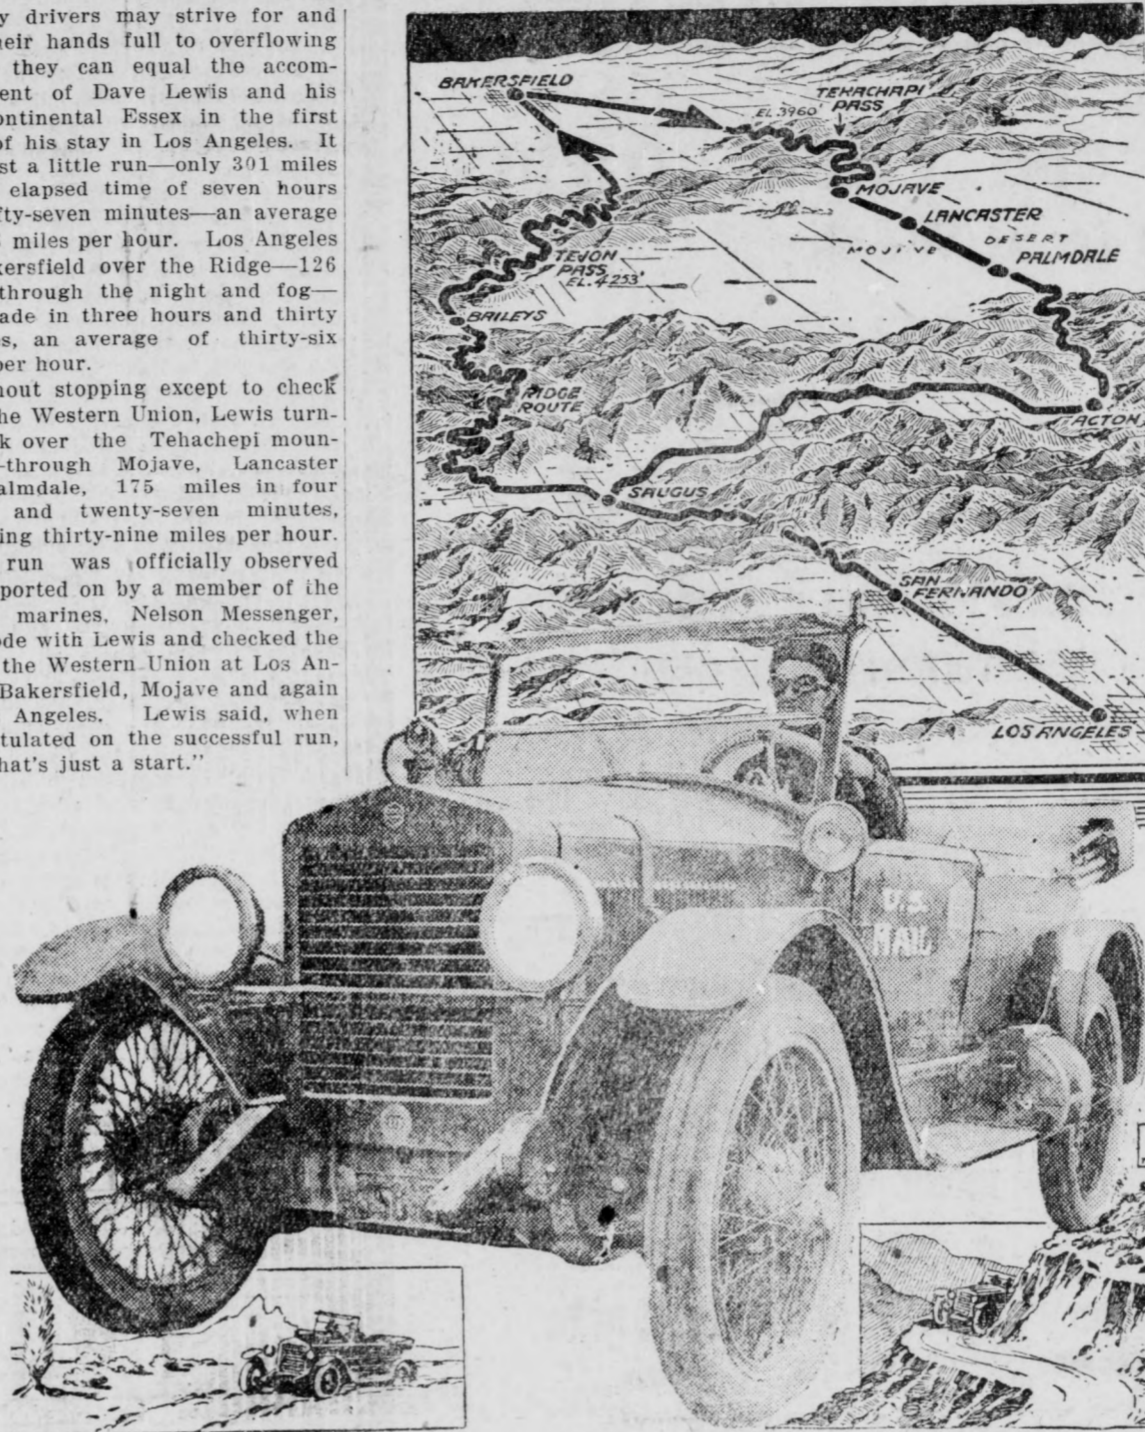 y drivers may strive for and
eir hands full to overflowing
they can equal the accom-
ent of Dave Lewis and his
ontinental Essex in the first
of his stay in Los Angeles. It
st a little run—only 301 miles
elapsed time of seven hours
fty-seven minutes—an average
miles per hour. Los Angeles
kersfield over the Ridge—126
through the night and fog—
ade in three hours and thirty
s, an average of thirty-six
per hour.
hout stopping except to check
he Western Union, Lewis turn-
k over the Tehachepi moun-
-through Mojave, Lancaster
almdale, 175 miles in four
and twenty-seven minutes,
ing thirty-nine miles per hour.
run was officially observed
ported on by a member of the
marines, Nelson Messenger,
ode with Lewis and checked the
the Western Union at Los An-
Bakersfield, Mojave and again
Angeles. Lewis said, when
tulated on the successful run,
hat's just a start."
BAKERSFIELD
TEHACHAPI
PASS
EL. 3960'
MOJAVE
LANCASTER
MOJAVE DESERT
PALMDALE
TEJON
PASS
EL. 4253'
BAILEYS
RIDGE
ROUTE
ACTON
SAUGUS
SAN
FERNANDO
LOS ANGELES
U.S.
MAIL